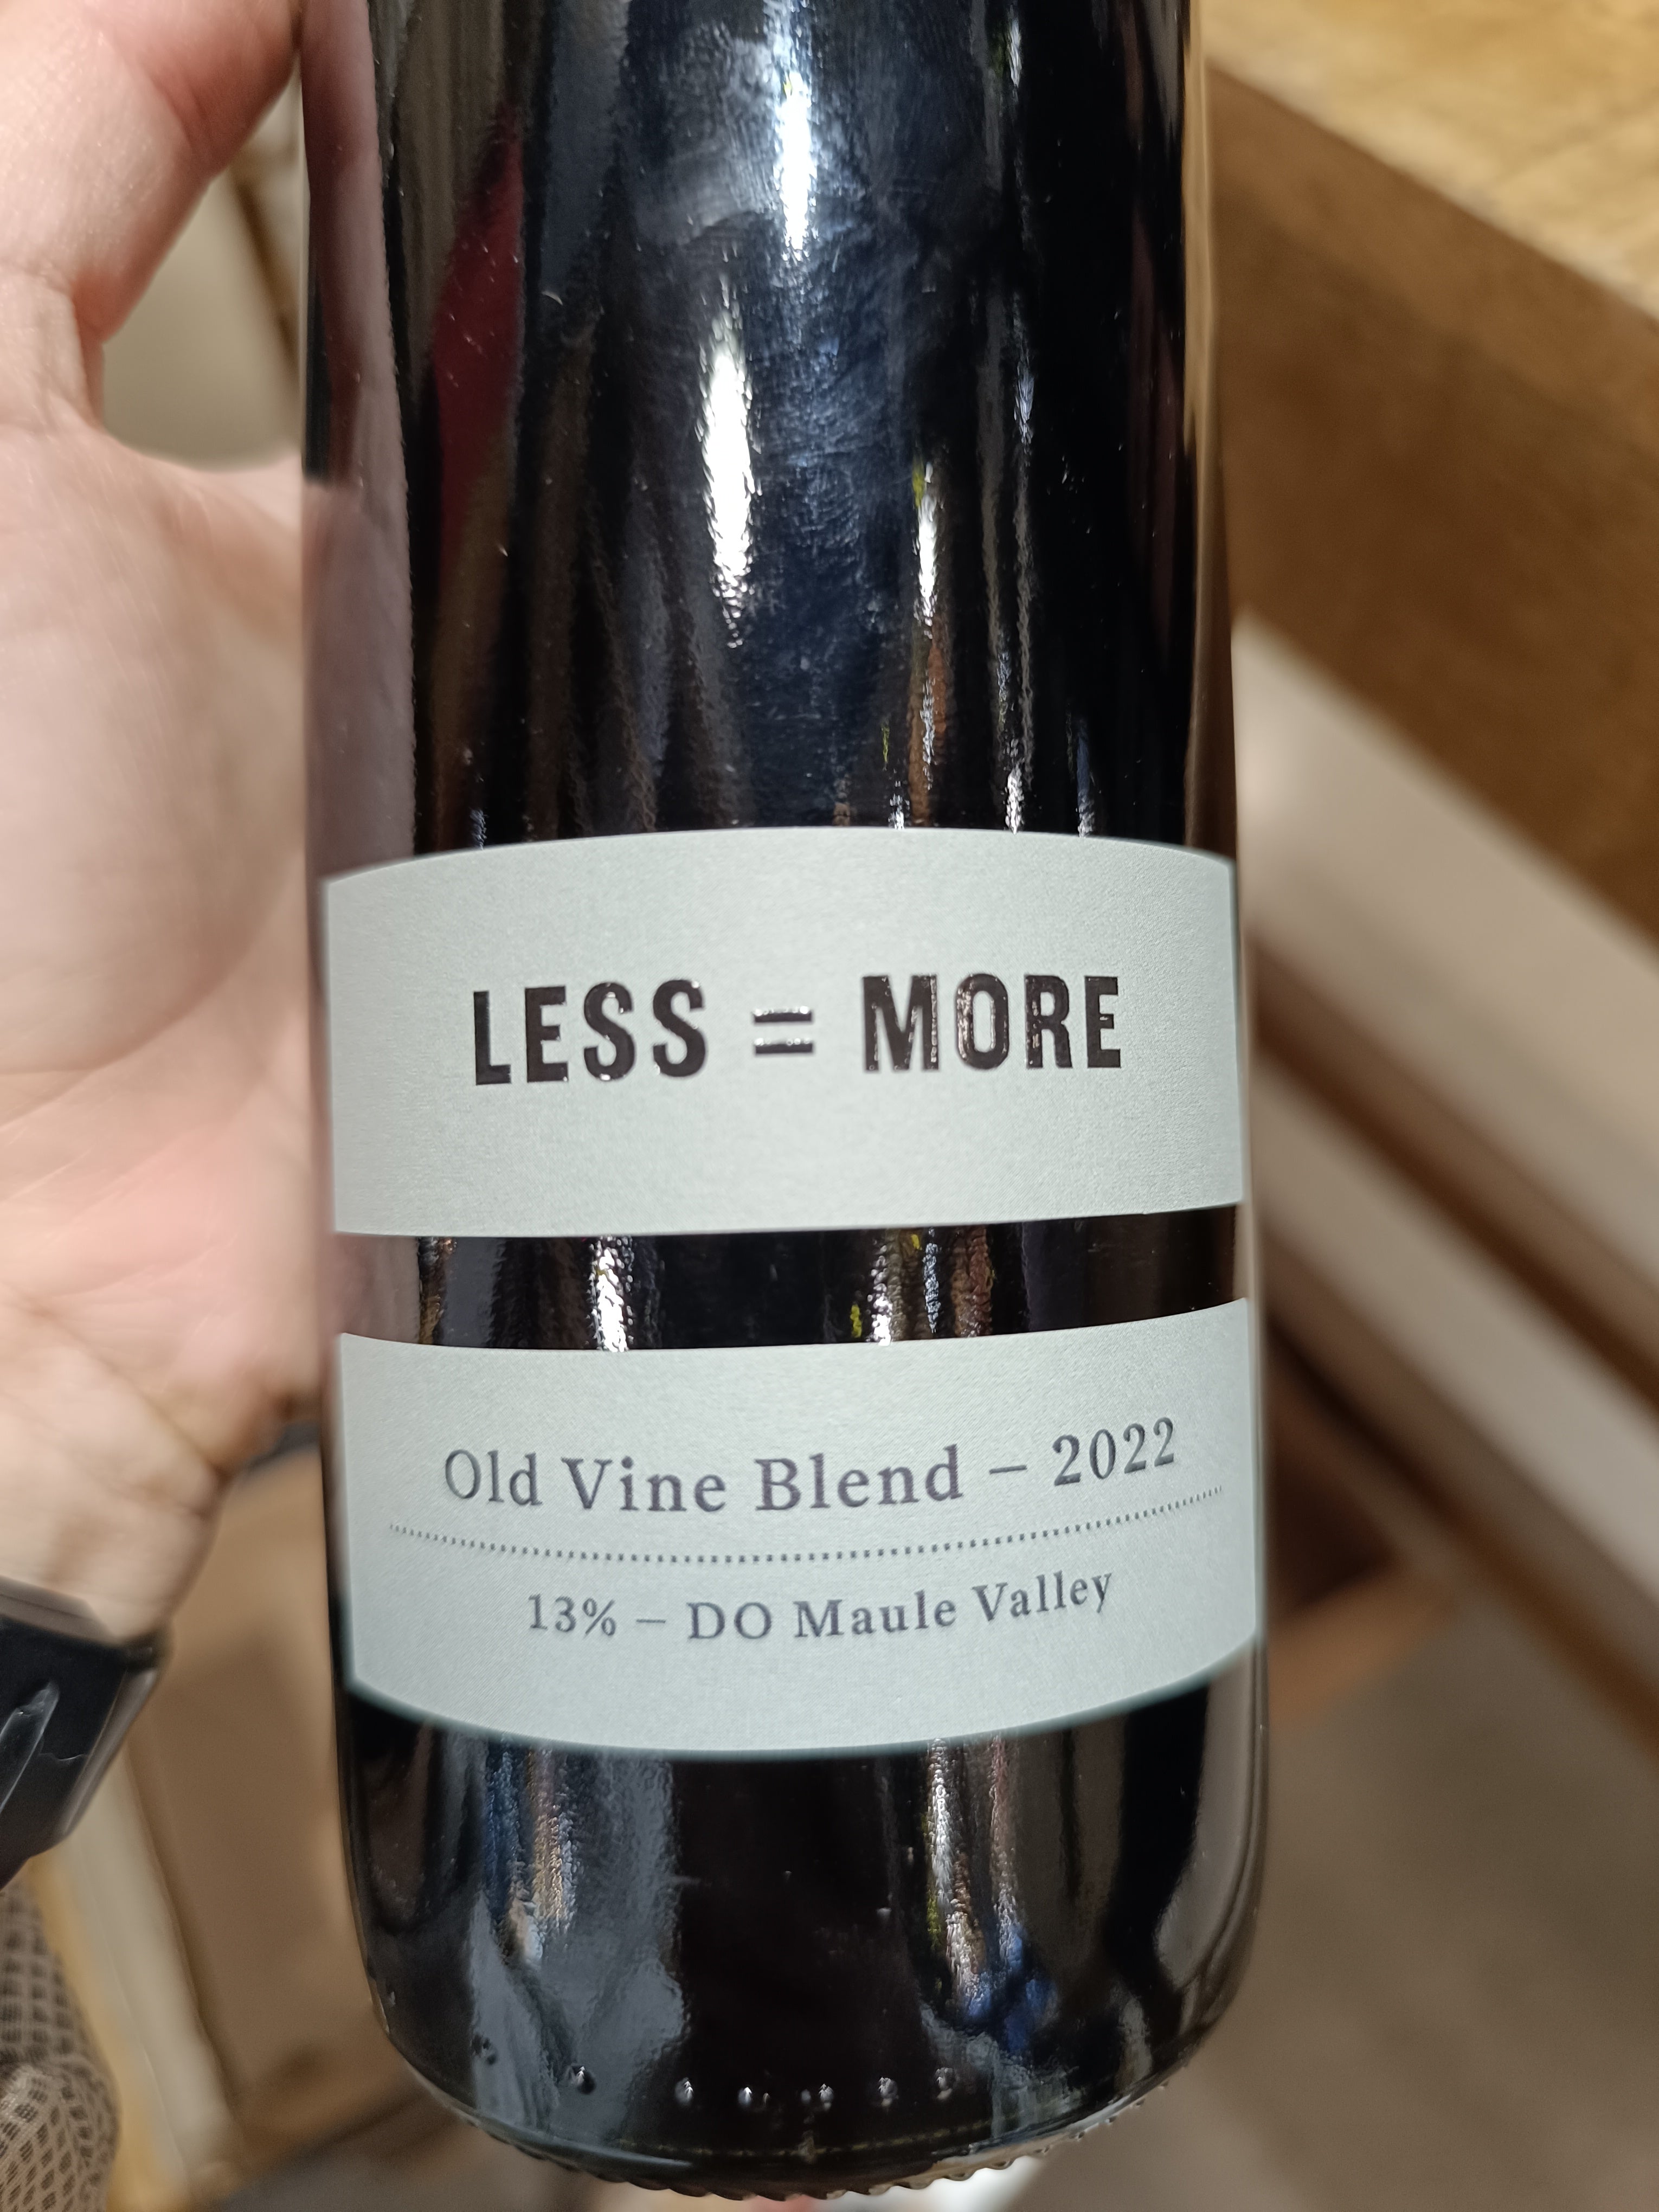 LESS = MORE
Old Vine Blend – 2022
13% – DO Maule Valley